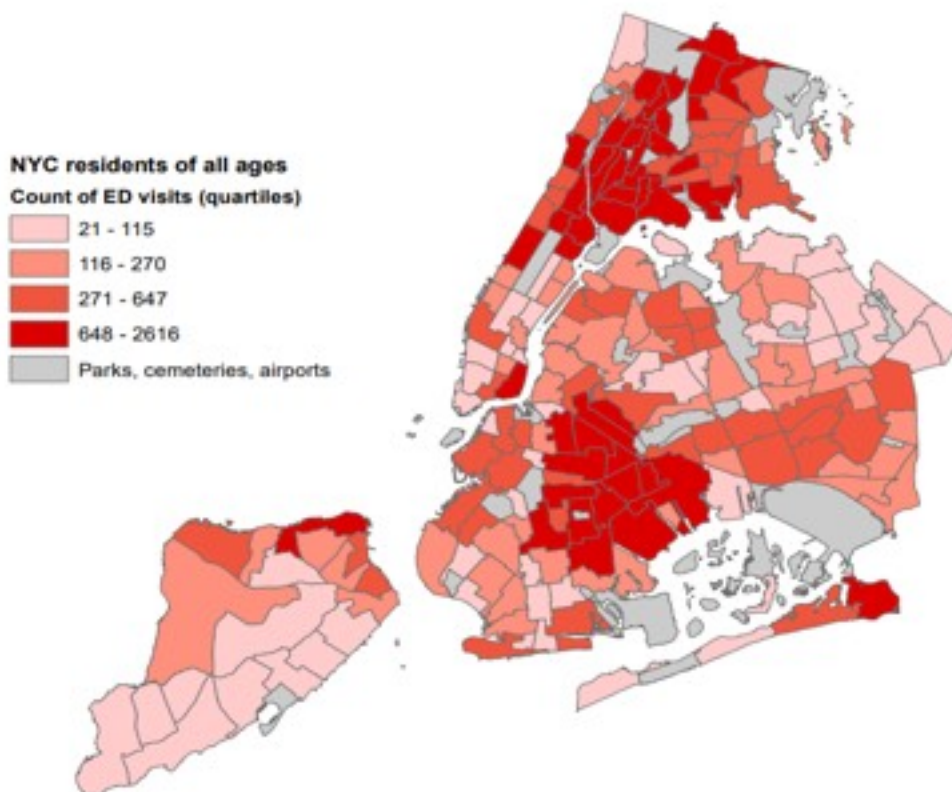 NYC residents of all ages
Count of ED visits (quartiles)
21 - 115
116 - 270
271 - 647
648 - 2616
Parks, cemeteries, airports